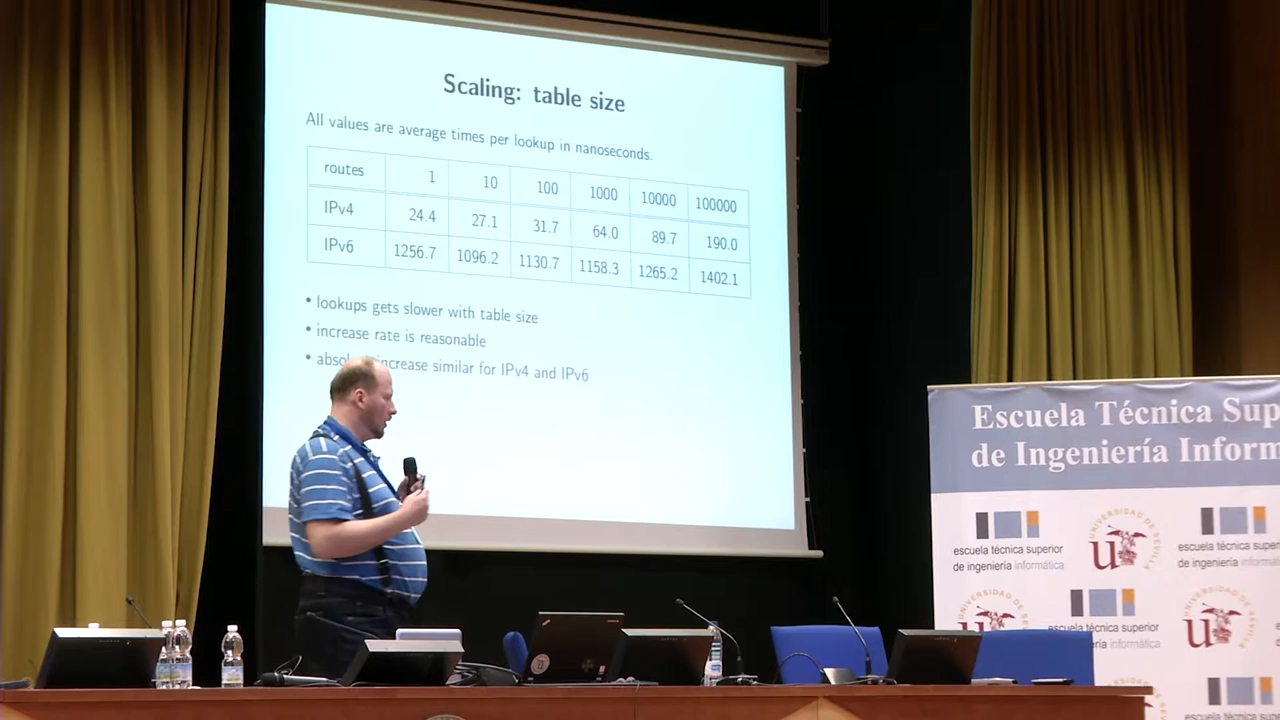 Scaling: table size
All values are average times per lookup in nanoseconds.
routes 1 10 100 1000 10000 100000
IPv4 24.4 27.1 31.7 64.0 89.7 190.0
IPv6 1256.7 1096.2 1130.7 1158.3 1265.2 1402.1
• lookups gets slower with table size
• increase rate is reasonable
• increase similar for IPv4 and IPv6
Escuela Técnica
de Ingeniería
escuela técnica superior
de ingeniería informática
UNIVERSIDAD DE SEVILLA
u
escuela técnica superior
de ingeniería
escuela técnica superior
informática
u